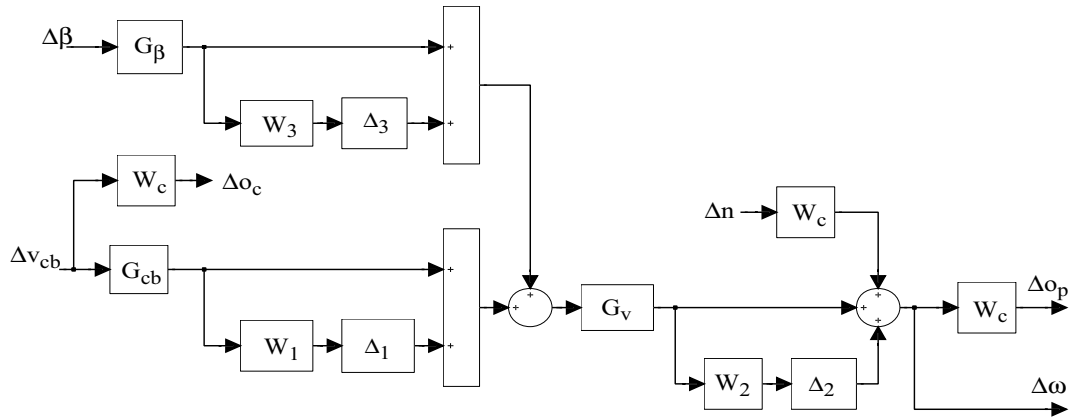 Δβ
G_β
+
W_3
Δ_3
+
W_c
Δo_c
Δv_cb
G_cb
+
W_1
Δ_1
+
+
+
G_v
Δn
W_c
+
+
+
W_2
Δ_2
W_c
Δo_p
Δω